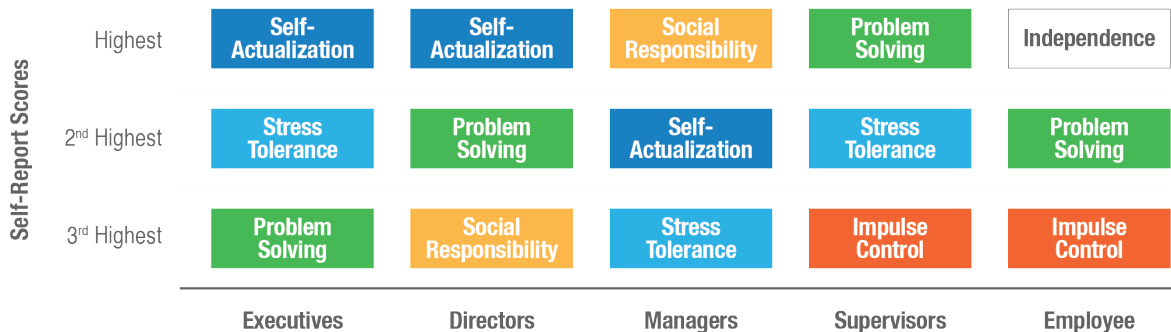 Self-Report Scores
Highest
Self-
Actualization
Self-
Actualization
Social
Responsibility
Problem
Solving
Independence
2nd Highest
Stress
Tolerance
Problem
Solving
Self-
Actualization
Stress
Tolerance
Problem
Solving
3rd Highest
Problem
Solving
Social
Responsibility
Stress
Tolerance
Impulse
Control
Impulse
Control
Executives
Directors
Managers
Supervisors
Employee